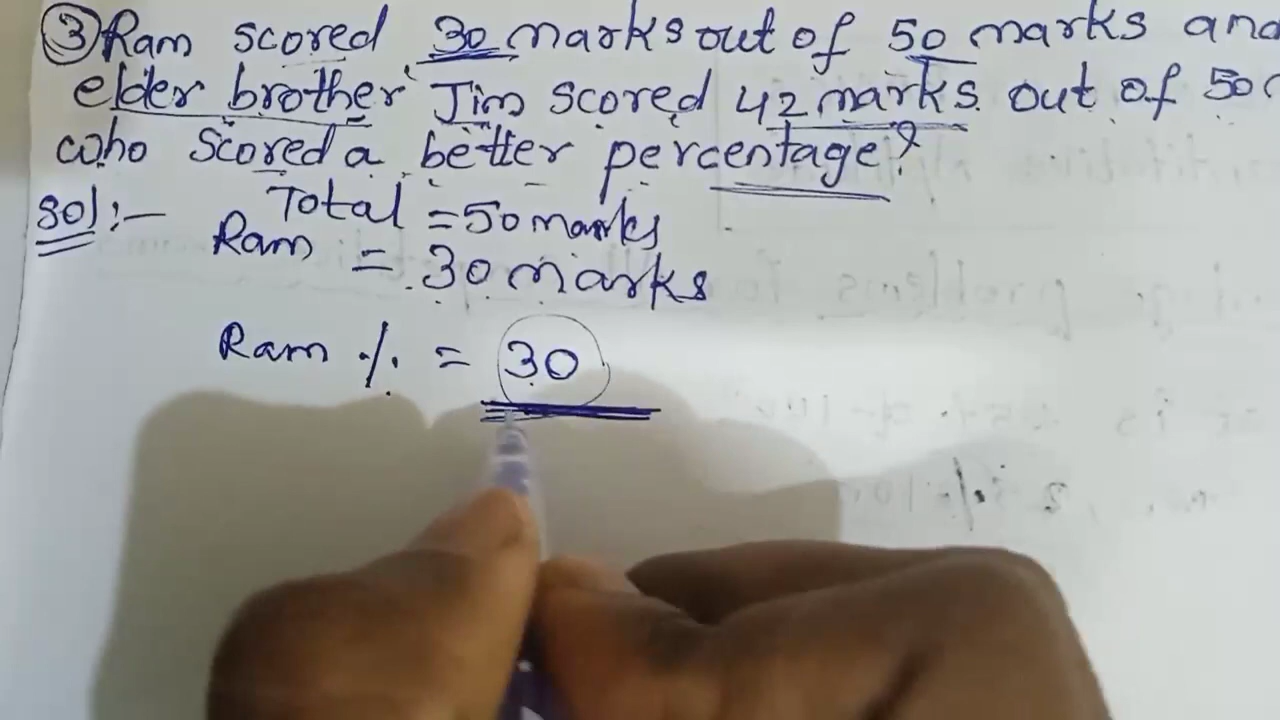 ③ Ram scored 30 marks out of 50 marks and
elder brother Jim scored 42 marks out of 50
who scored a better percentage?
Sol:- Total = 50 marks
Ram = 30 marks
Ram % = 30